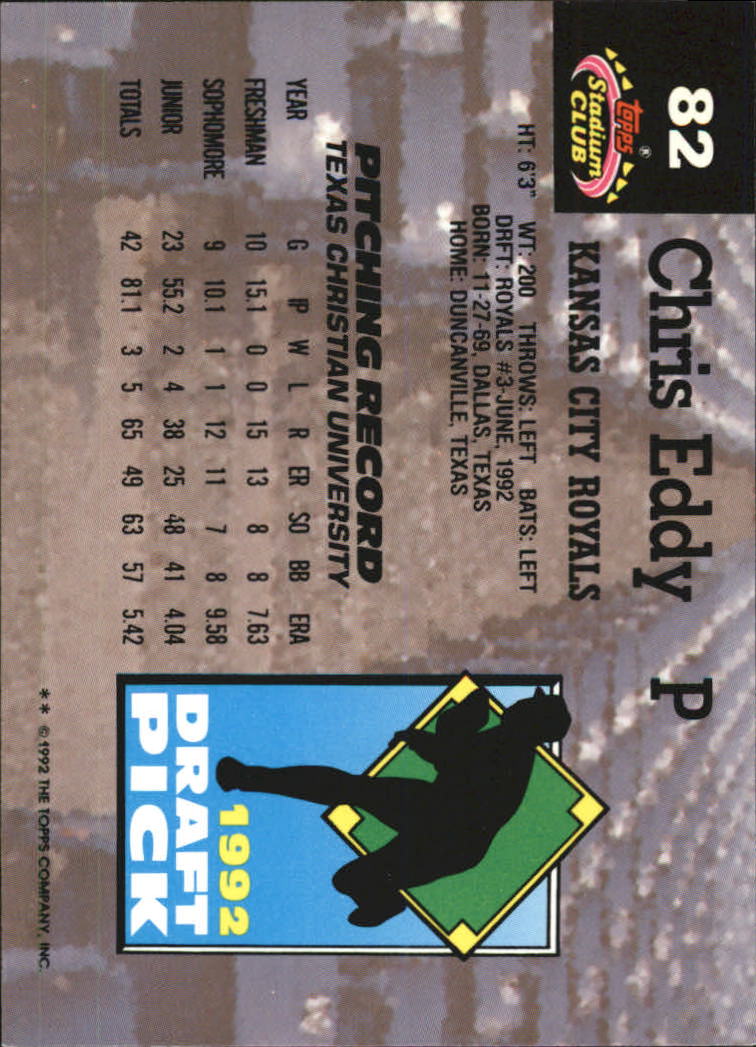 82
Chris Eddy P
topps®
Stadium
CLUB
KANSAS CITY ROYALS
HT: 6'3" WT: 200 THROWS: LEFT BATS: LEFT
DRFT: ROYALS #3-JUNE, 1992
BORN: 11-27-69, DALLAS, TEXAS
HOME: DUNCANVILLE, TEXAS
PITCHING RECORD
TEXAS CHRISTIAN UNIVERSITY
YEAR G IP W L R ER SO BB ERA
FRESHMAN 10 15.1 0 0 15 13 8 8 7.63
SOPHOMORE 9 10.1 1 1 12 11 7 8 9.58
JUNIOR 23 55.2 2 4 38 25 48 41 4.04
TOTALS 42 81.1 3 5 65 49 63 57 5.42
1992
DRAFT
PICK
** © 1992 THE TOPPS COMPANY, INC.